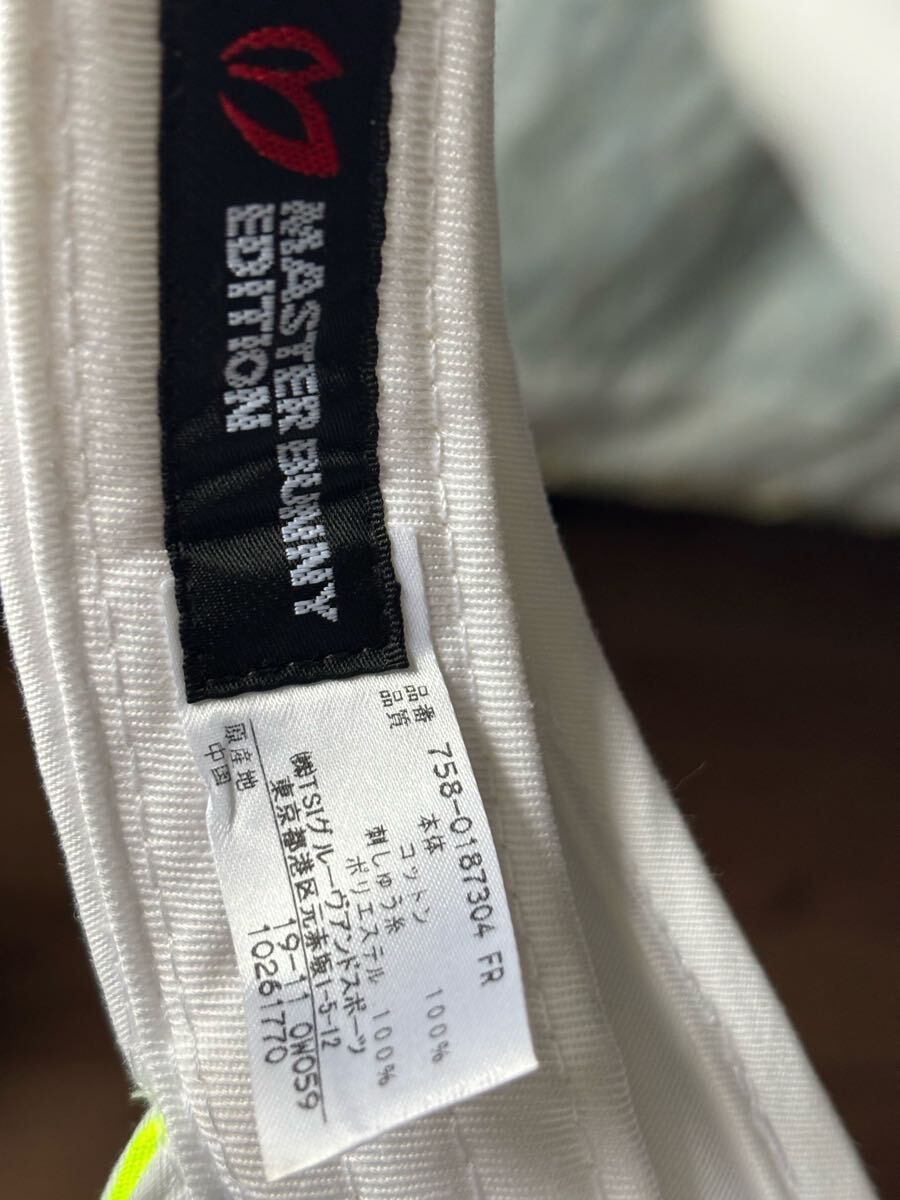 MASTER BUNNY
EDITION
品番 758-0187304 FR
品質
本体
コットン 100%
刺しゅう糸
ポリエステル 100%
㈱TSIグルーヴアンドスポーツ
東京都港区元赤坂1-5-12
原産地 19-11 0W059
中国 10261770